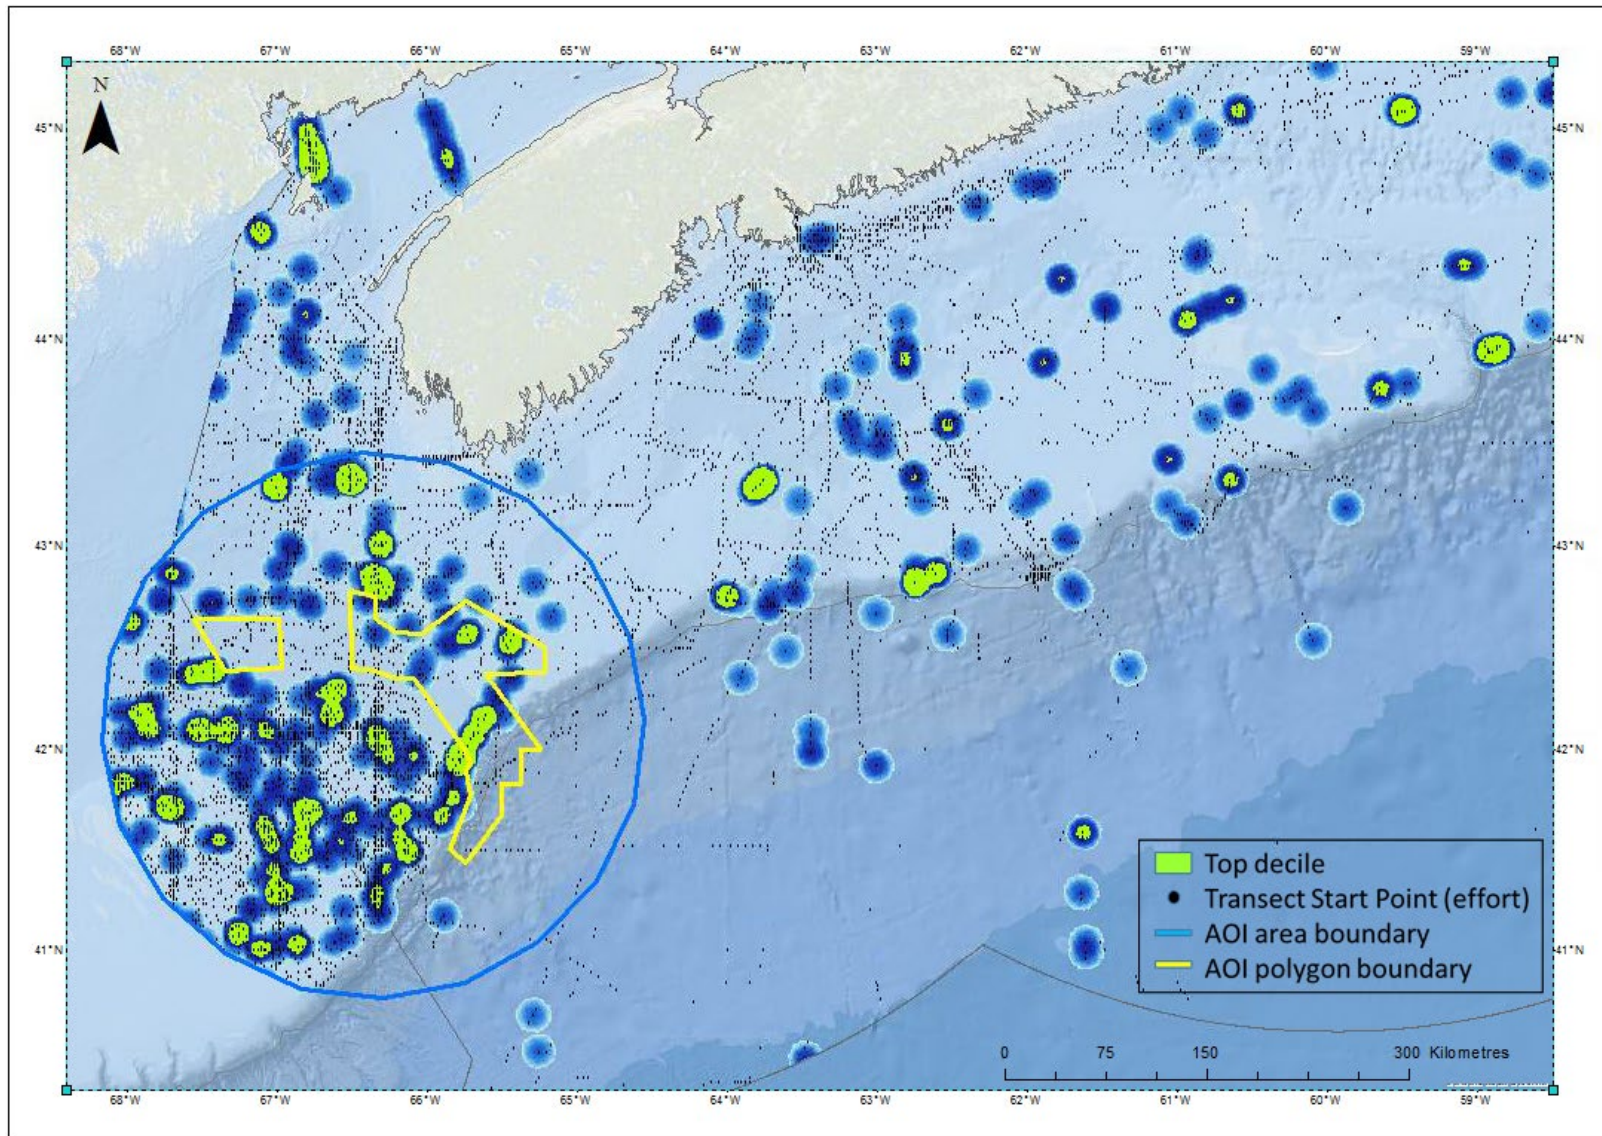 68°W 67°W 66°W 65°W 64°W 63°W 62°W 61°W 60°W 59°W
N
45°N 45°N
44°N 44°N
43°N 43°N
42°N 42°N
41°N 41°N
Top decile
Transect Start Point (effort)
AOI area boundary
AOI polygon boundary
0 75 150 300 Kilometres
68°W 67°W 66°W 65°W 64°W 63°W 62°W 61°W 60°W 59°W